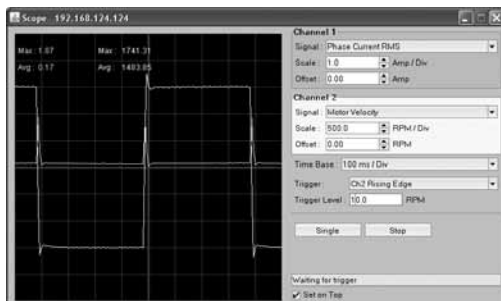 Scope 192.168.124.124
Max: 1.87 Max: 1741.31
Avg: 0.17 Avg: 1483.85
Channel 1
Signal: Phase Current RMS
Scale: 1.0 Amp / Div
Offset: 0.00 Amp
Channel 2
Signal: Motor Velocity
Scale: 500.0 RPM / Div
Offset: 0.00 RPM
Time Base: 100 ms / Div
Trigger: Ch2 Rising Edge
Trigger Level: 10.0 RPM
Single Stop
Waiting for trigger
Set on Top